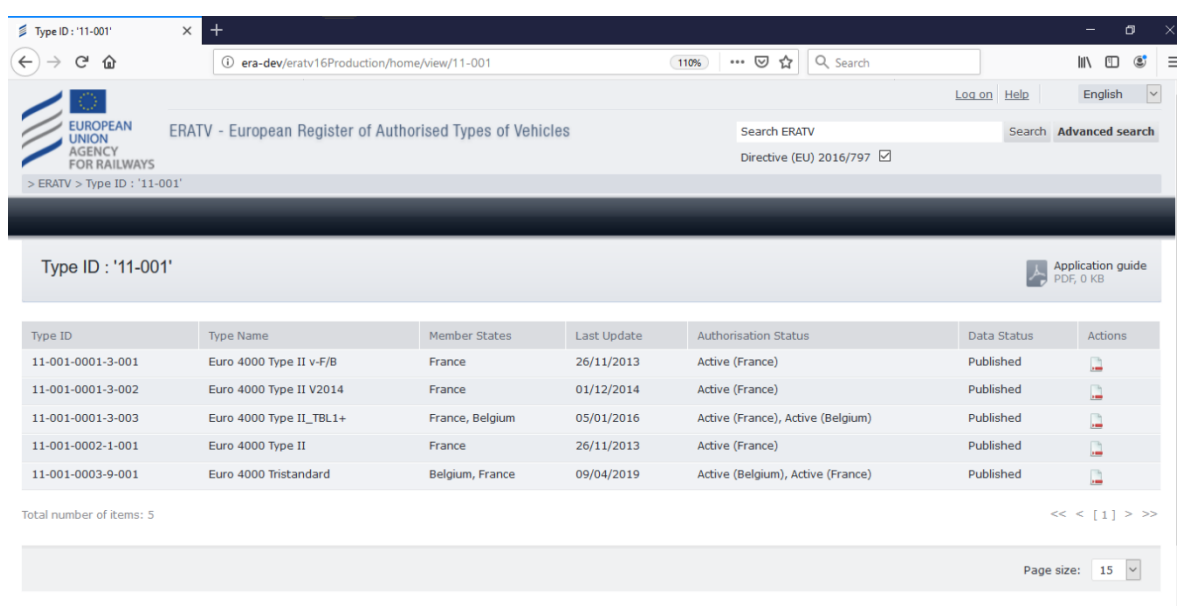 Type ID : '11-001'
era-dev/eratv16Production/home/view/11-001 110% Search
Log on Help English
EUROPEAN
UNION
AGENCY
FOR RAILWAYS
ERATV - European Register of Authorised Types of Vehicles
Search ERATV Search Advanced search
Directive (EU) 2016/797
> ERATV > Type ID : '11-001'
Type ID : '11-001'
Application guide
PDF, 0 KB
Type ID Type Name Member States Last Update Authorisation Status Data Status Actions
11-001-0001-3-001 Euro 4000 Type II v-F/B France 26/11/2013 Active (France) Published
11-001-0001-3-002 Euro 4000 Type II V2014 France 01/12/2014 Active (France) Published
11-001-0001-3-003 Euro 4000 Type II_TBL1+ France, Belgium 05/01/2016 Active (France), Active (Belgium) Published
11-001-0002-1-001 Euro 4000 Type II France 26/11/2013 Active (France) Published
11-001-0003-9-001 Euro 4000 Tristandard Belgium, France 09/04/2019 Active (Belgium), Active (France) Published
Total number of items: 5 << < [ 1 ] > >>
Page size: 15